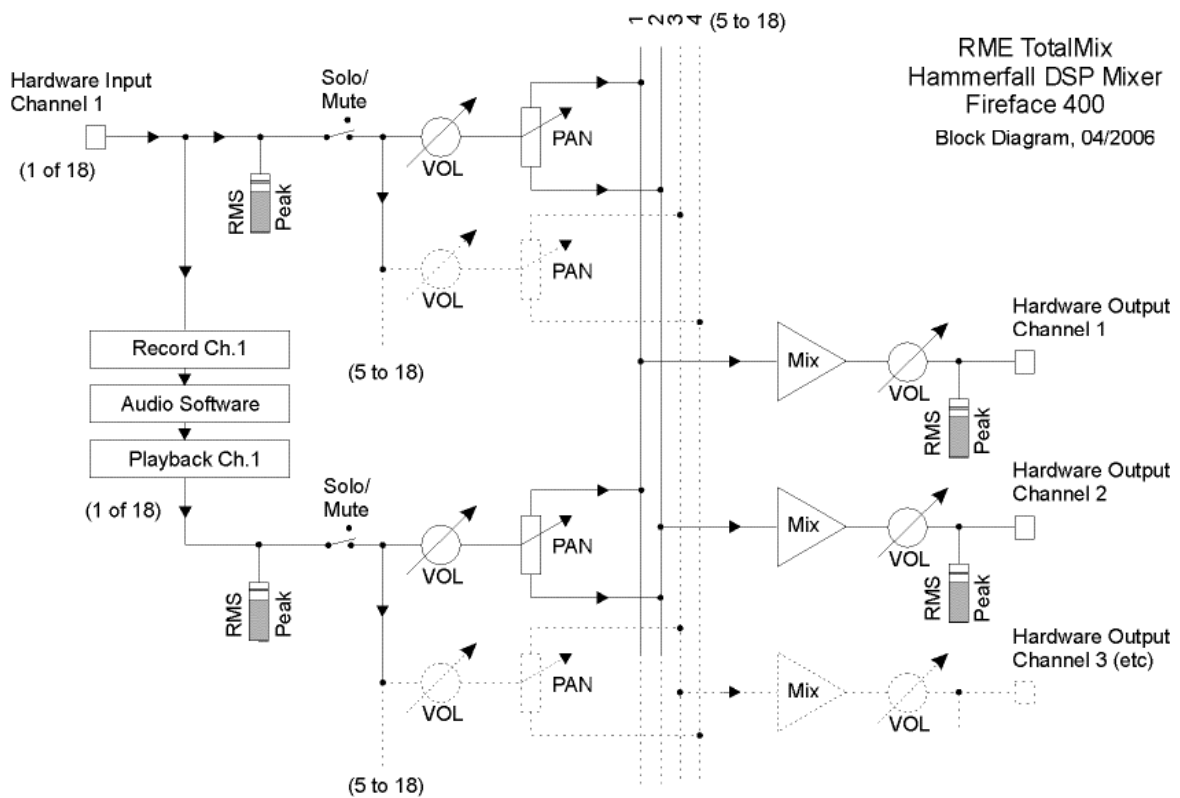 1 2 3 4 (5 to 18)
RME TotalMix
Hammerfall DSP Mixer
Fireface 400
Block Diagram, 04/2006
Hardware Input
Channel 1
(1 of 18)
Solo/
Mute
VOL
PAN
RMS
Peak
VOL
PAN
(5 to 18)
Record Ch.1
Audio Software
Playback Ch.1
(1 of 18)
Hardware Output
Channel 1
Mix
VOL
RMS
Peak
Solo/
Mute
VOL
PAN
RMS
Peak
Hardware Output
Channel 2
Mix
VOL
RMS
Peak
VOL
PAN
(5 to 18)
Hardware Output
Channel 3 (etc)
Mix
VOL